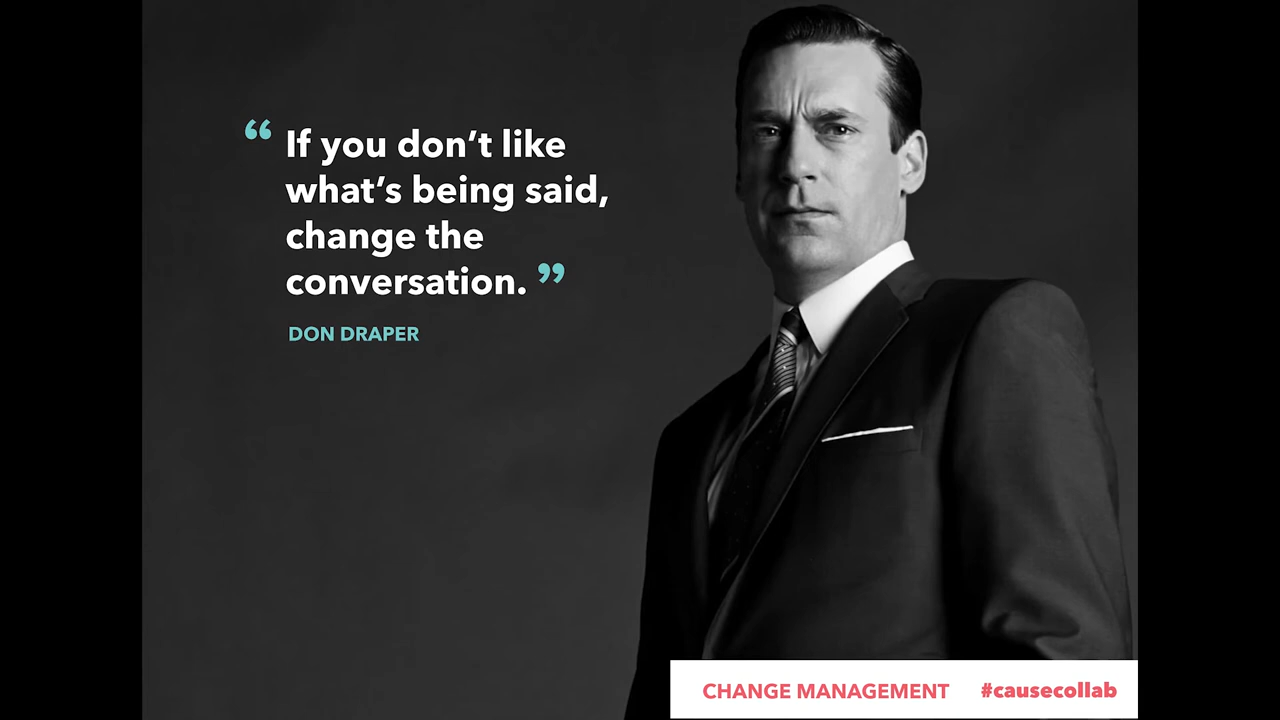 “ If you don’t like
what’s being said,
change the
conversation. ”
DON DRAPER
CHANGE MANAGEMENT #causecollab